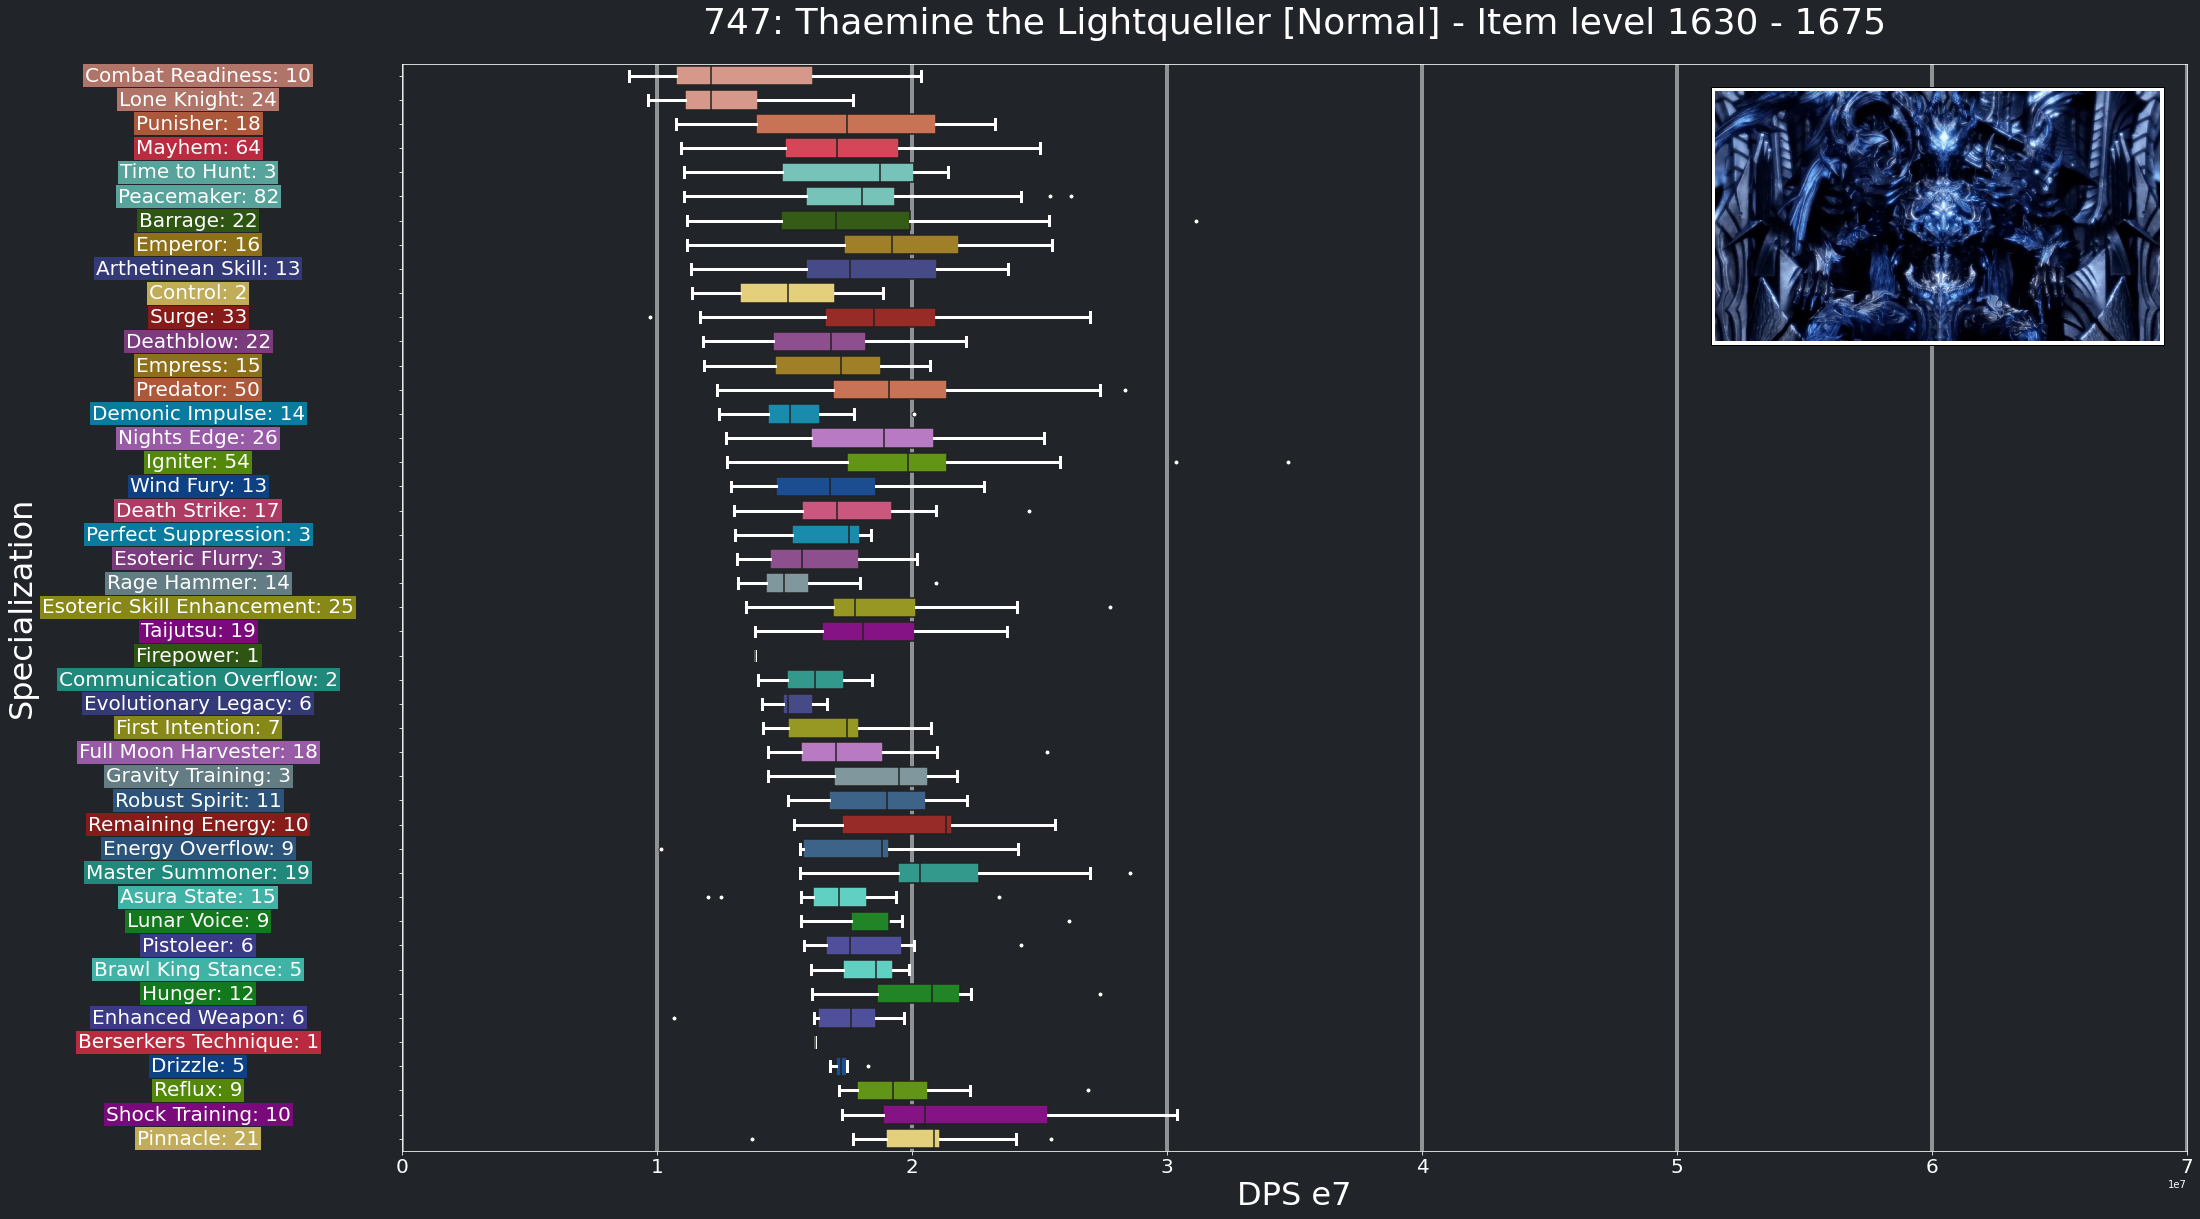 747: Thaemine the Lightqueller [Normal] - Item level 1630 - 1675
Specialization
Combat Readiness: 10
Lone Knight: 24
Punisher: 18
Mayhem: 64
Time to Hunt: 3
Peacemaker: 82
Barrage: 22
Emperor: 16
Arthetinean Skill: 13
Control: 2
Surge: 33
Deathblow: 22
Empress: 15
Predator: 50
Demonic Impulse: 14
Nights Edge: 26
Igniter: 54
Wind Fury: 13
Death Strike: 17
Perfect Suppression: 3
Esoteric Flurry: 3
Rage Hammer: 14
Esoteric Skill Enhancement: 25
Taijutsu: 19
Firepower: 1
Communication Overflow: 2
Evolutionary Legacy: 6
First Intention: 7
Full Moon Harvester: 18
Gravity Training: 3
Robust Spirit: 11
Remaining Energy: 10
Energy Overflow: 9
Master Summoner: 19
Asura State: 15
Lunar Voice: 9
Pistoleer: 6
Brawl King Stance: 5
Hunger: 12
Enhanced Weapon: 6
Berserkers Technique: 1
Drizzle: 5
Reflux: 9
Shock Training: 10
Pinnacle: 21
0 1 2 3 4 5 6 7
1e7
DPS e7